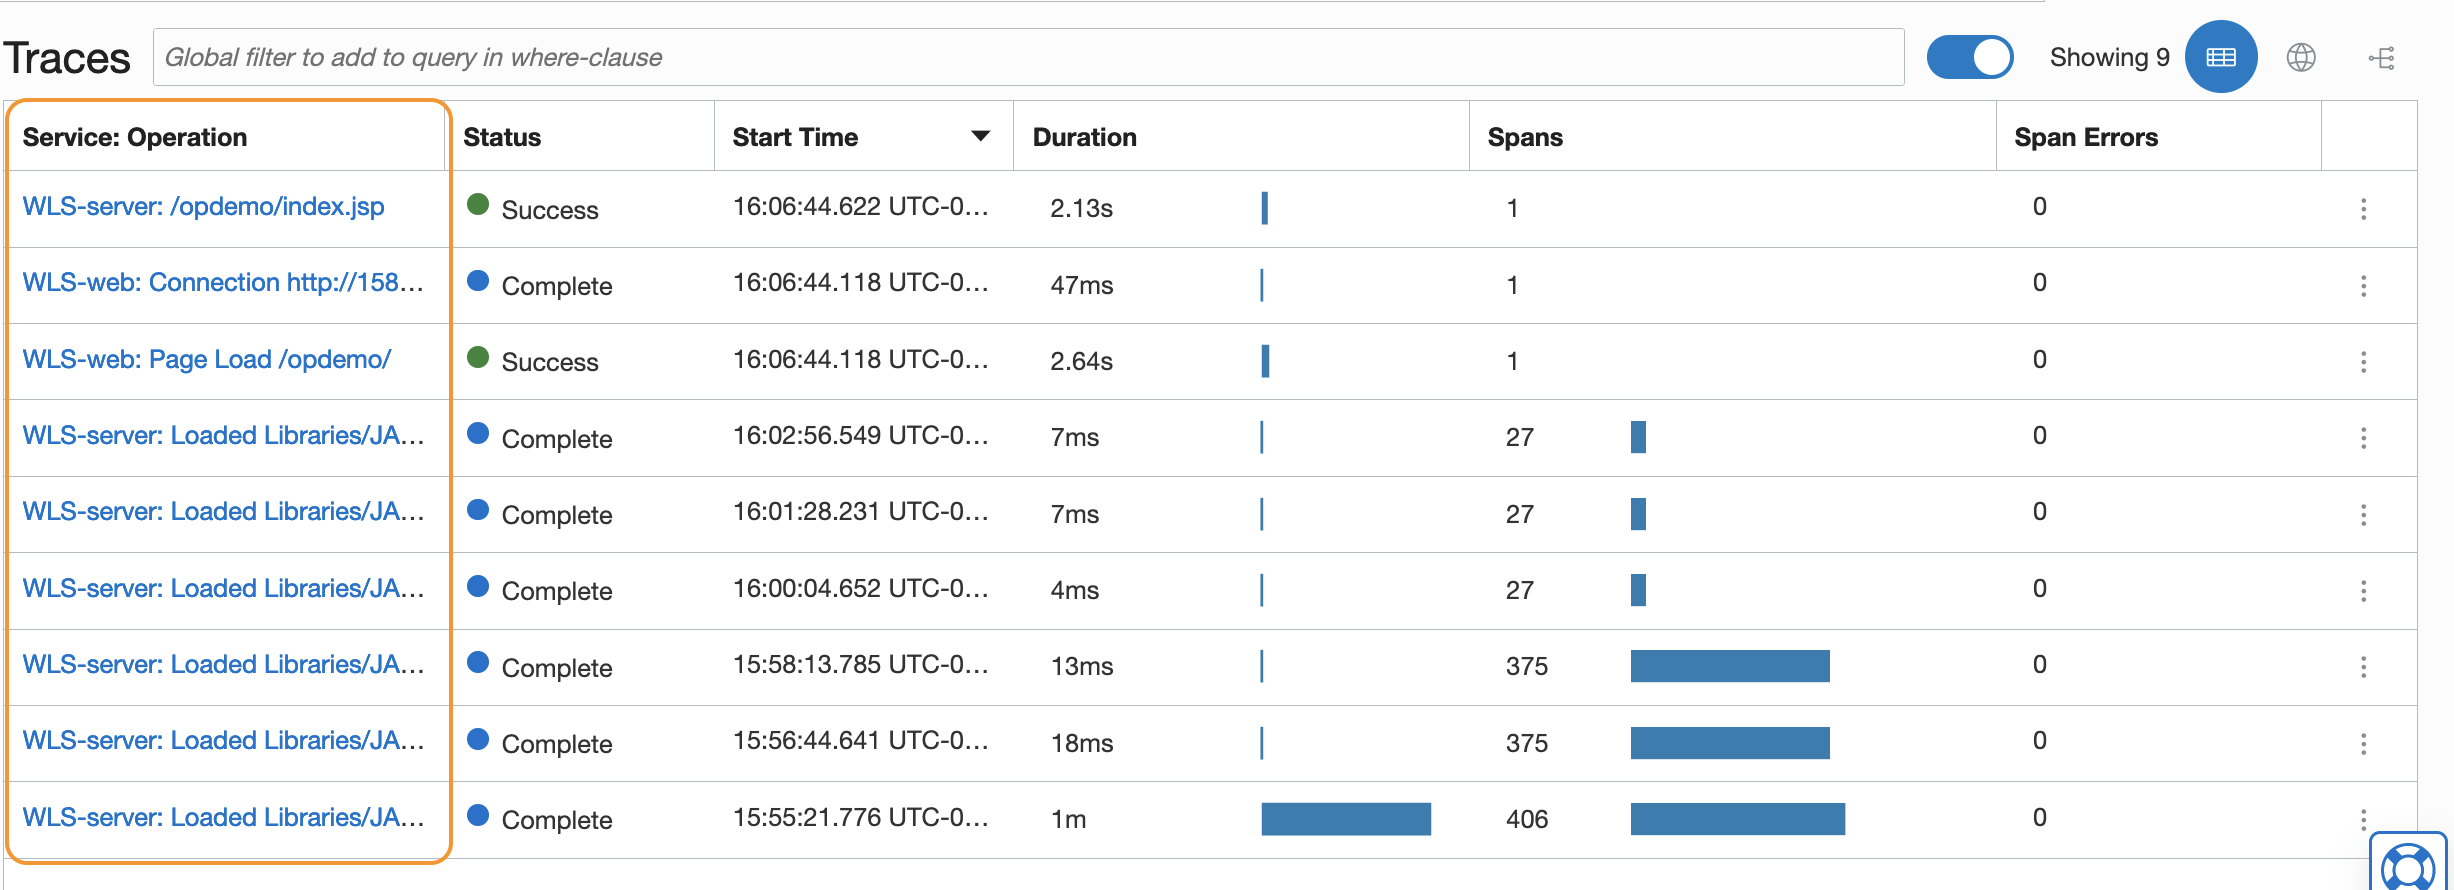 Traces Global filter to add to query in where-clause Showing 9
Service: Operation Status Start Time Duration Spans Span Errors
WLS-server: /opdemo/index.jsp Success 16:06:44.622 UTC-0... 2.13s 1 0
WLS-web: Connection http://158... Complete 16:06:44.118 UTC-0... 47ms 1 0
WLS-web: Page Load /opdemo/ Success 16:06:44.118 UTC-0... 2.64s 1 0
WLS-server: Loaded Libraries/JA... Complete 16:02:56.549 UTC-0... 7ms 27 0
WLS-server: Loaded Libraries/JA... Complete 16:01:28.231 UTC-0... 7ms 27 0
WLS-server: Loaded Libraries/JA... Complete 16:00:04.652 UTC-0... 4ms 27 0
WLS-server: Loaded Libraries/JA... Complete 15:58:13.785 UTC-0... 13ms 375 0
WLS-server: Loaded Libraries/JA... Complete 15:56:44.641 UTC-0... 18ms 375 0
WLS-server: Loaded Libraries/JA... Complete 15:55:21.776 UTC-0... 1m 406 0